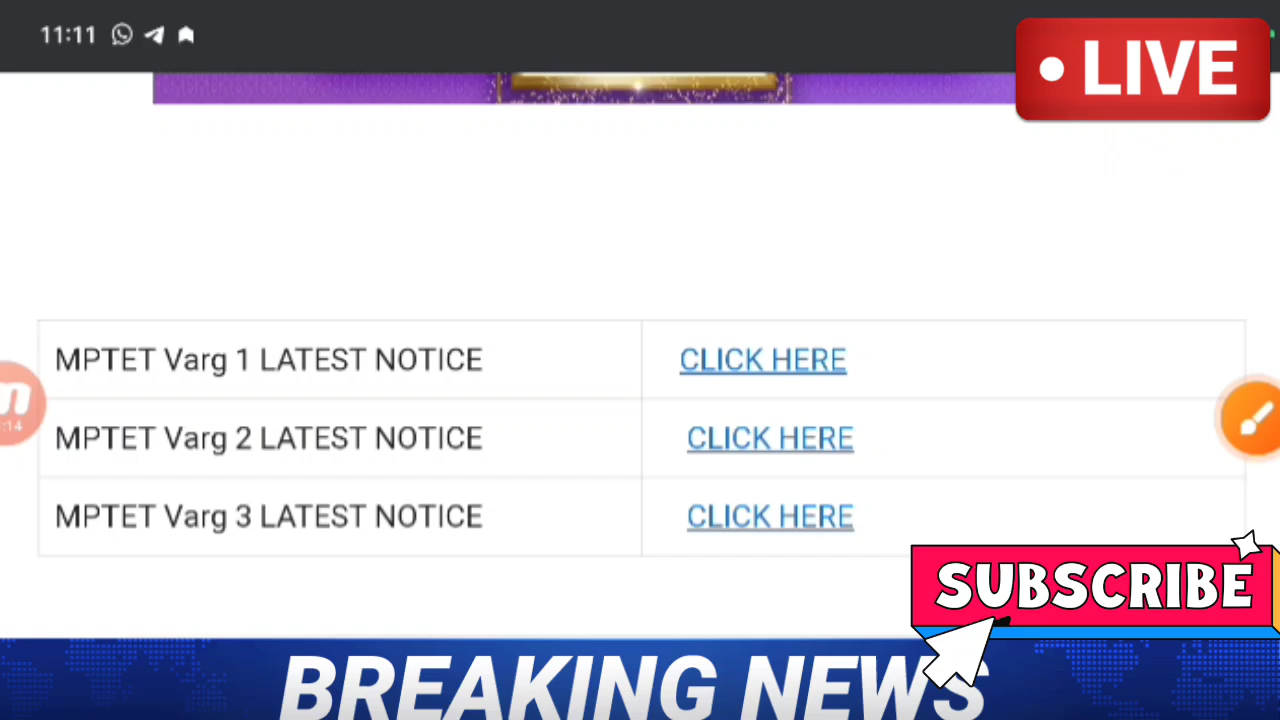 11:11
LIVE
MPTET Varg 1 LATEST NOTICE CLICK HERE
MPTET Varg 2 LATEST NOTICE CLICK HERE
MPTET Varg 3 LATEST NOTICE CLICK HERE
:14
SUBSCRIBE
BREAKING NEWS